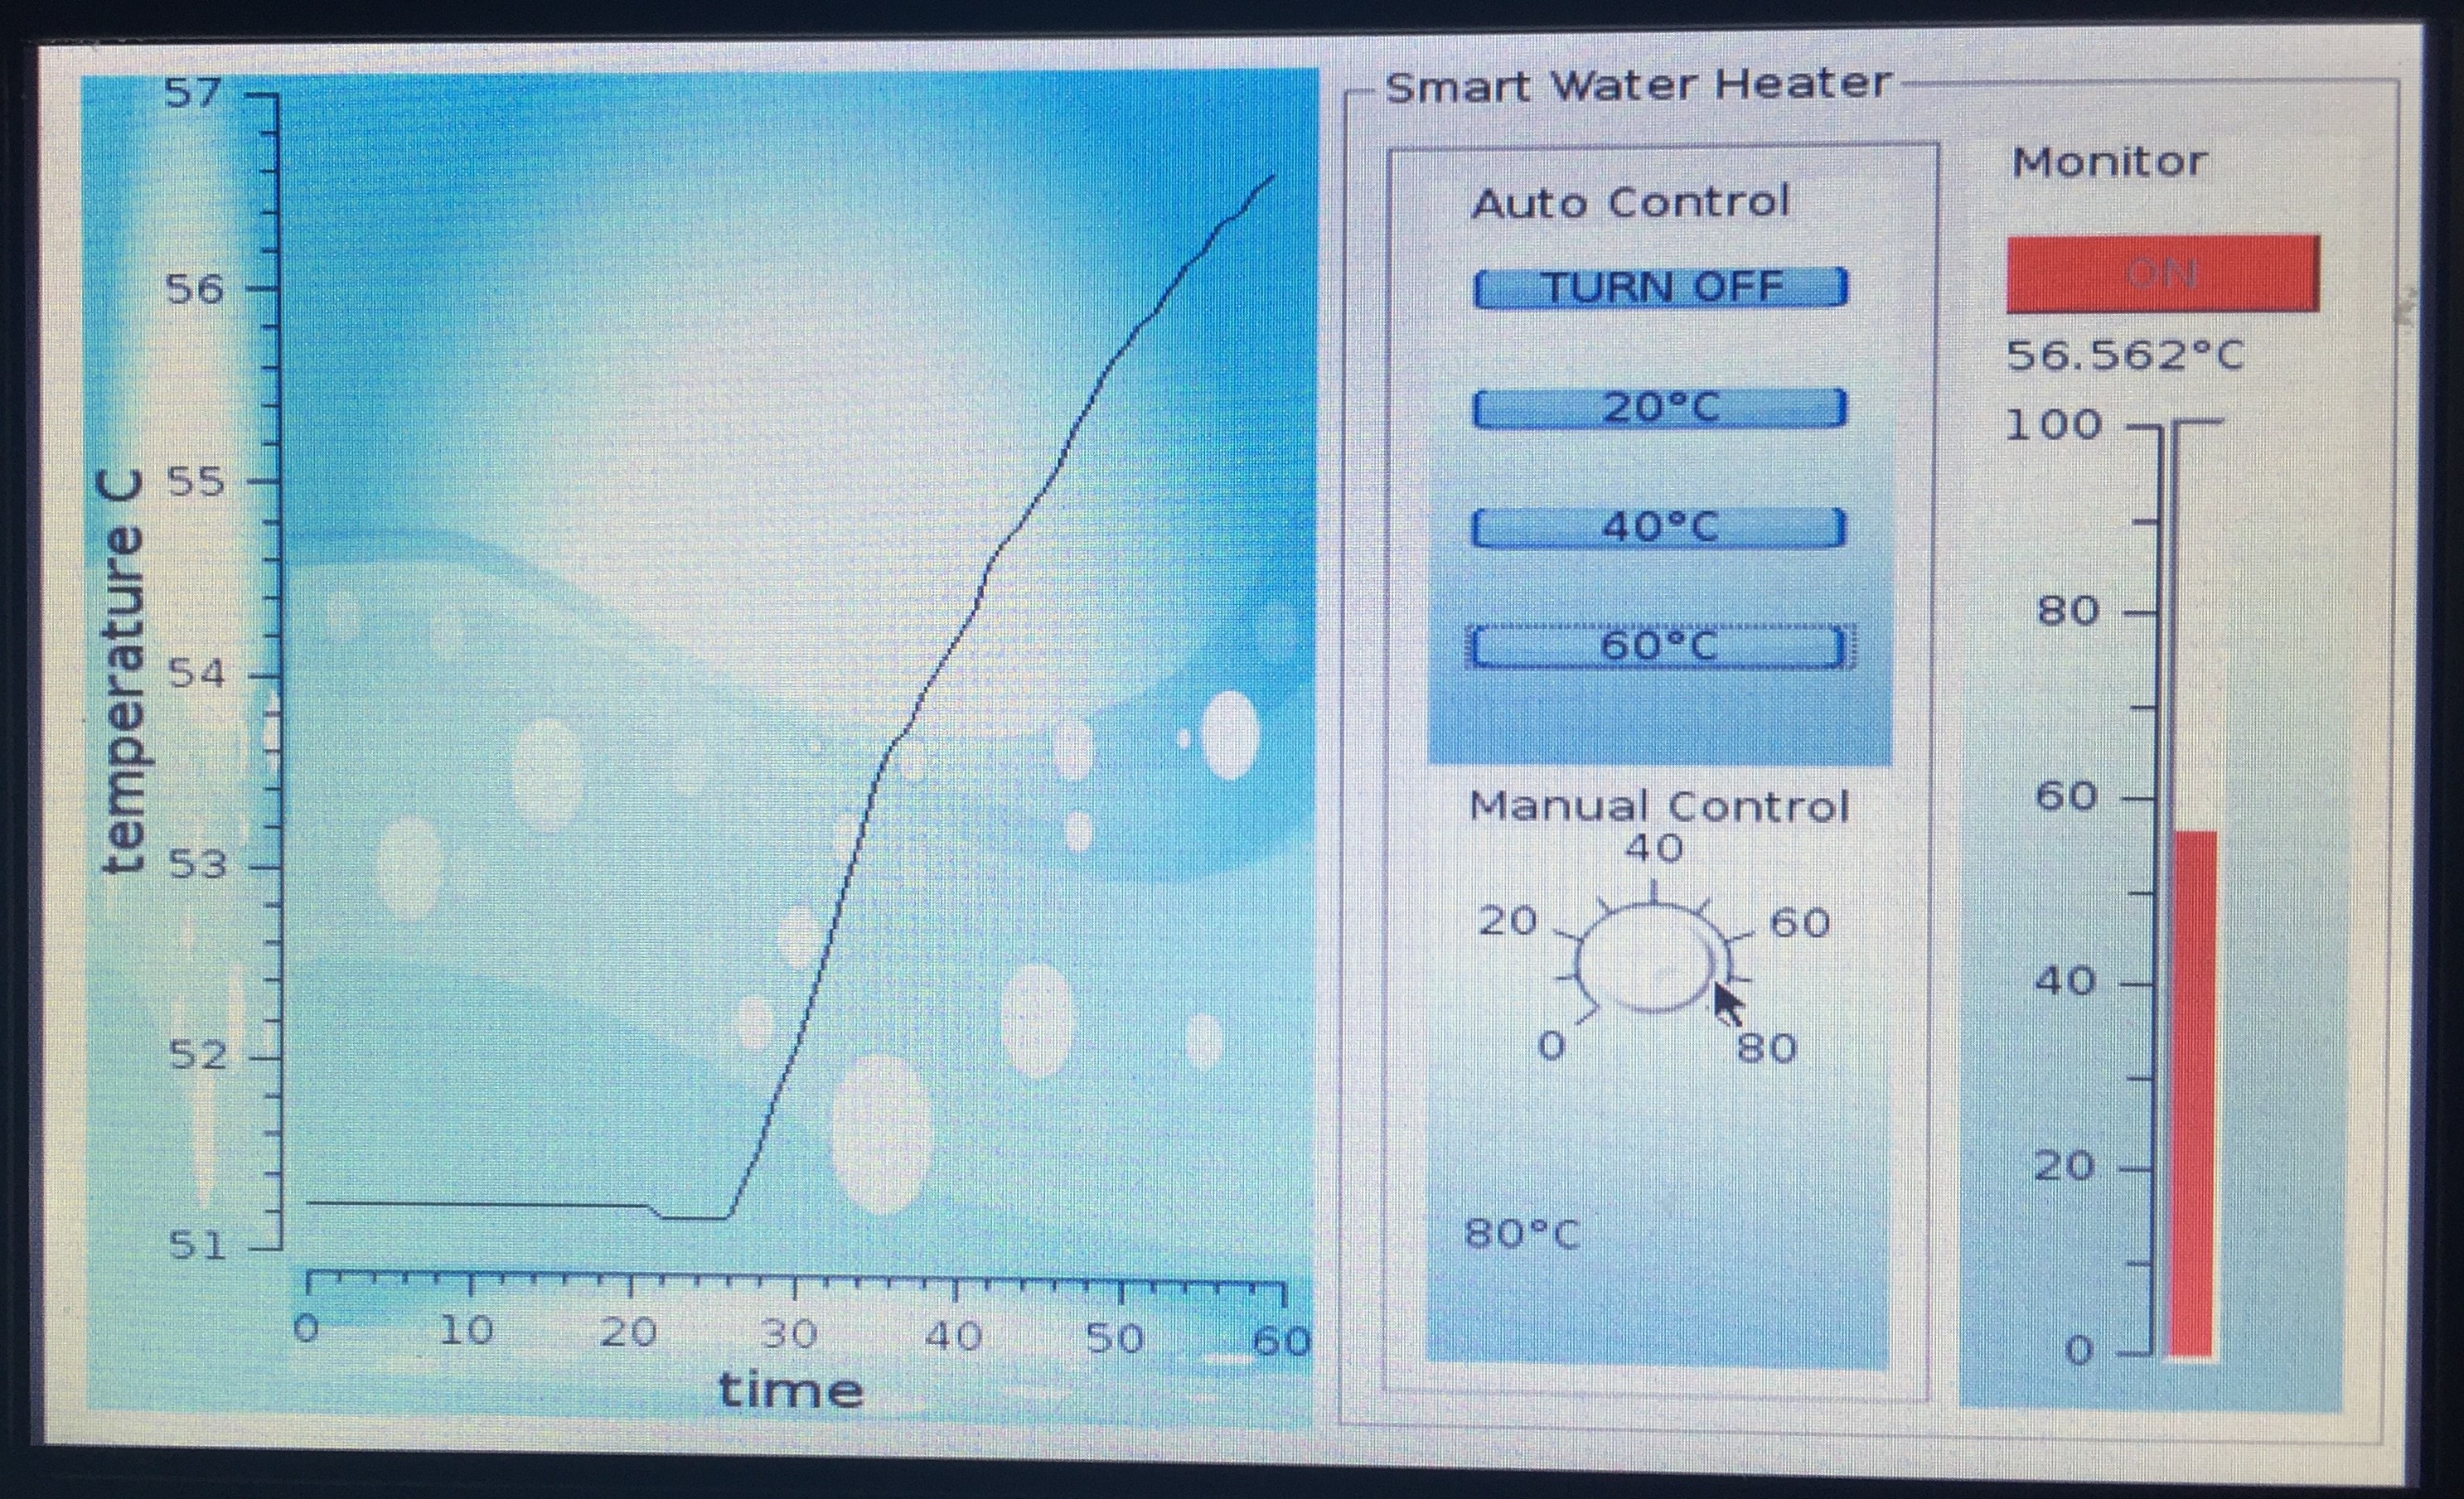 57
56
55
54
53
52
51
temperature C
0 10 20 30 40 50 60
time
Smart Water Heater
Auto Control
TURN OFF
20°C
40°C
60°C
Manual Control
40
20 60
0 80
80°C
Monitor
ON
56.562°C
100
80
60
40
20
0